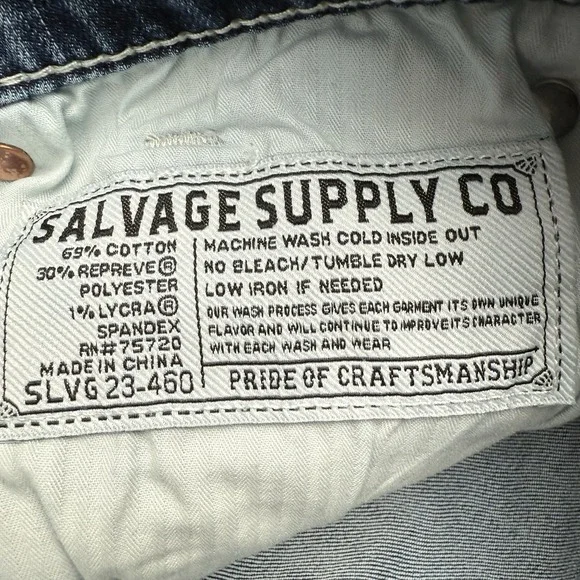 SALVAGE SUPPLY CO
69% COTTON
30% REPREVE®
POLYESTER
1% LYCRA®
SPANDEX
RN#75720
MADE IN CHINA
SLVG 23-460
MACHINE WASH COLD INSIDE OUT
NO BLEACH/TUMBLE DRY LOW
LOW IRON IF NEEDED
OUR WASH PROCESS GIVES EACH GARMENT ITS OWN UNIQUE
FLAVOR AND WILL CONTINUE TO IMPROVE ITS CHARACTER
WITH EACH WASH AND WEAR
PRIDE OF CRAFTSMANSHIP